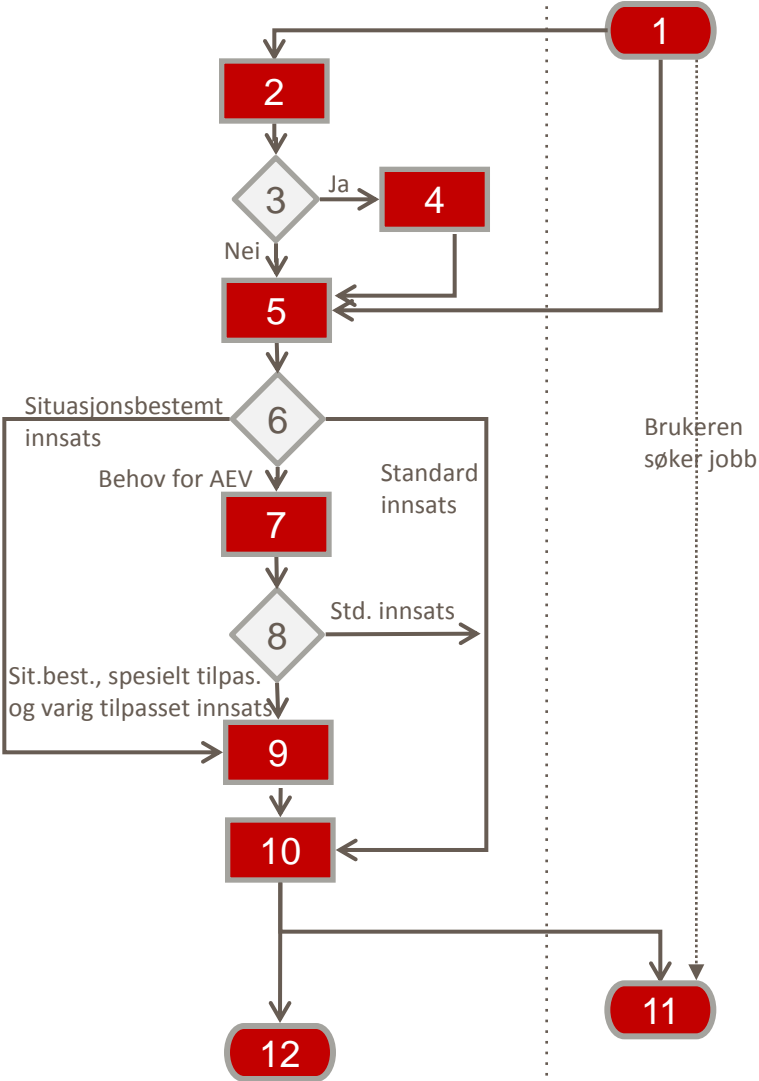 1
2
3
Ja
4
Nei
5
Situasjonsbestemt
innsats
6
Brukeren
søker jobb
Behov for AEV
Standard
innsats
7
Std. innsats
8
Sit.best., spesielt tilpas.
og varig tilpasset innsats
9
10
11
12